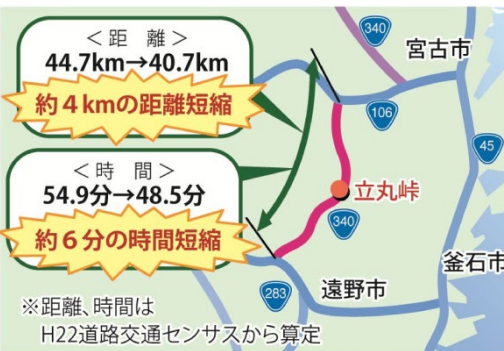 ＜距離＞
44.7km→40.7km
約4kmの距離短縮
＜時間＞
54.9分→48.5分
約6分の時間短縮
※距離、時間は
H22道路交通センサスから算定
340
宮古市
106
45
立丸峠
340
釜石市
283
遠野市